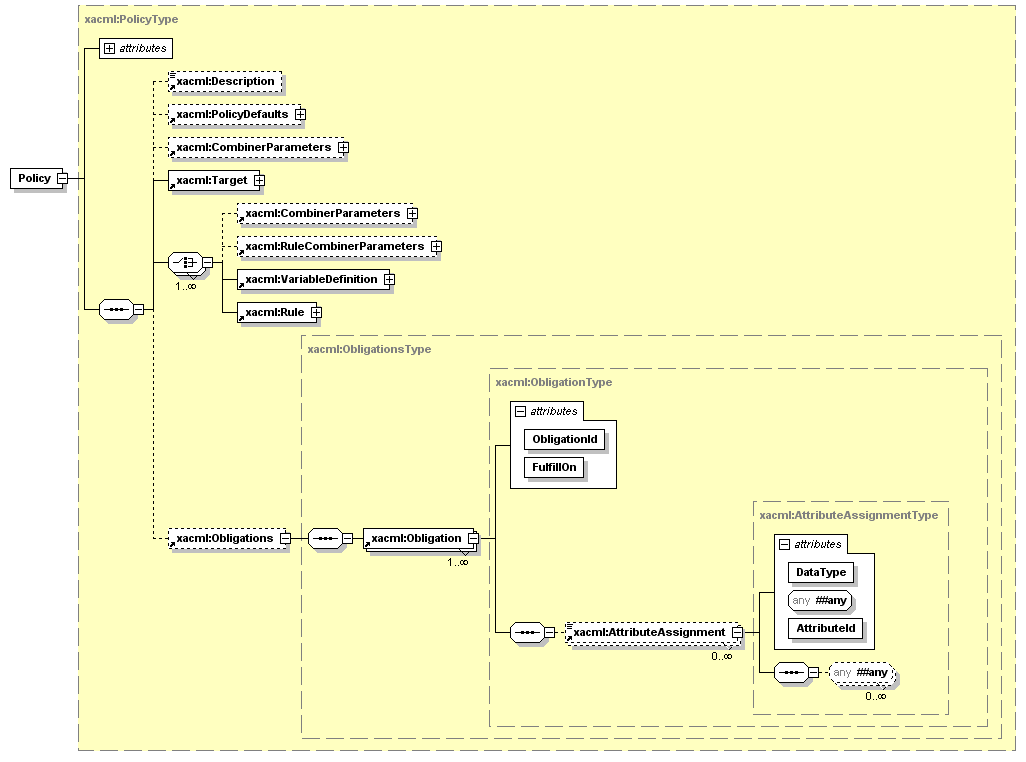 xacml:PolicyType
attributes
xacml:Description
xacml:PolicyDefaults
xacml:CombinerParameters
Policy
xacml:Target
xacml:CombinerParameters
xacml:RuleCombinerParameters
1..∞
xacml:VariableDefinition
xacml:Rule
xacml:ObligationsType
xacml:ObligationType
attributes
ObligationId
FulfillOn
xacml:Obligations
xacml:Obligation
1..∞
xacml:AttributeAssignmentType
attributes
DataType
any ##any
AttributeId
xacml:AttributeAssignment
0..∞
any ##any
0..∞